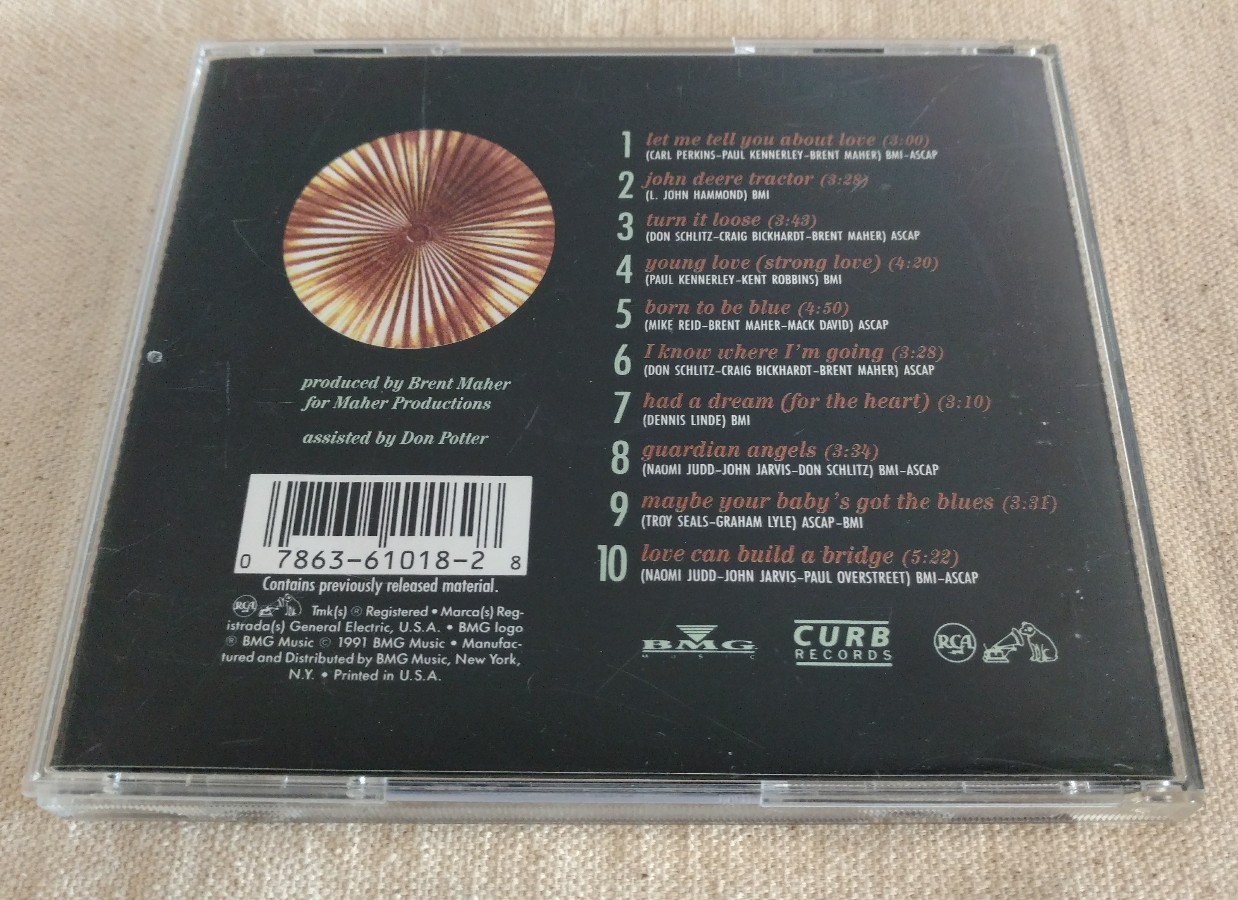 1 let me tell you about love (3:00)
(CARL PERKINS-PAUL KENNERLEY-BRENT MAHER) BMI-ASCAP
2 john deere tractor (3:28)
(L. JOHN HAMMOND) BMI
3 turn it loose (3:43)
(DON SCHLITZ-CRAIG BICKHARDT-BRENT MAHER) ASCAP
4 young love (strong love) (4:20)
(PAUL KENNERLEY-KENT ROBBINS) BMI
5 born to be blue (4:50)
(MIKE REID-BRENT MAHER-MACK DAVID) ASCAP
6 I know where I'm going (3:28)
(DON SCHLITZ-CRAIG BICKHARDT-BRENT MAHER) ASCAP
7 had a dream (for the heart) (3:10)
(DENNIS LINDE) BMI
8 guardian angels (3:34)
(NAOMI JUDD-JOHN JARVIS-DON SCHLITZ) BMI-ASCAP
9 maybe your baby's got the blues (3:31)
(TROY SEALS-GRAHAM LYLE) ASCAP-BMI
10 love can build a bridge (5:22)
(NAOMI JUDD-JOHN JARVIS-PAUL OVERSTREET) BMI-ASCAP
produced by Brent Maher
for Maher Productions
assisted by Don Potter
0 7863-61018-2 8
Contains previously released material.
RCA Tmk(s) ® Registered • Marca(s) Reg-
istrada(s) General Electric, U.S.A. • BMG logo
® BMG Music © 1991 BMG Music • Manufac-
tured and Distributed by BMG Music, New York,
N.Y. • Printed in U.S.A.
BMG
MUSIC
CURB
RECORDS
RCA